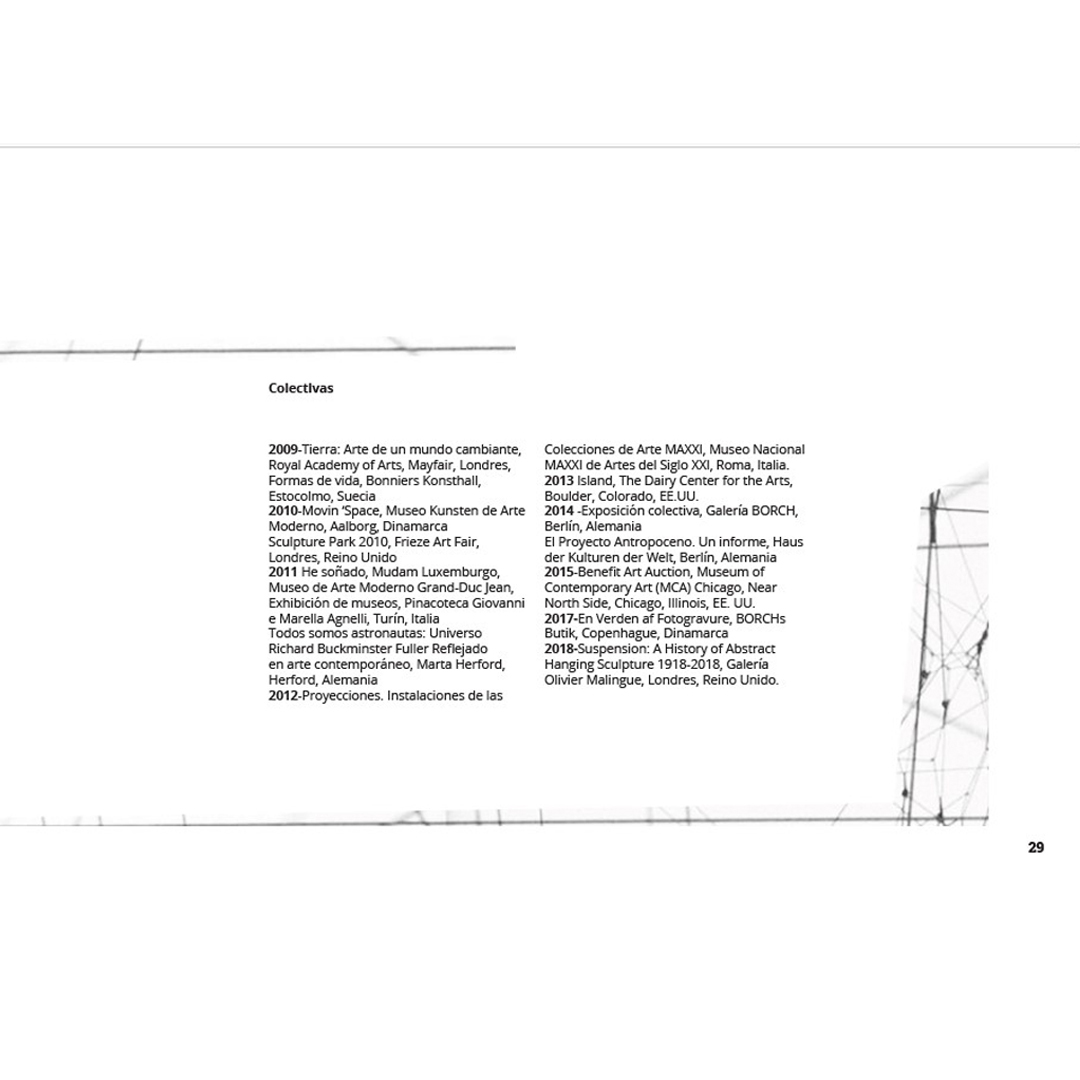 Colectivas
2009-Tierra: Arte de un mundo cambiante,
Royal Academy of Arts, Mayfair, Londres,
Formas de vida, Bonniers Konsthall,
Estocolmo, Suecia
2010-Movin ‘Space, Museo Kunsten de Arte
Moderno, Aalborg, Dinamarca
Sculpture Park 2010, Frieze Art Fair,
Londres, Reino Unido
2011 He soñado, Mudam Luxemburgo,
Museo de Arte Moderno Grand-Duc Jean,
Exhibición de museos, Pinacoteca Giovanni
e Marella Agnelli, Turín, Italia
Todos somos astronautas: Universo
Richard Buckminster Fuller Reflejado
en arte contemporáneo, Marta Herford,
Herford, Alemania
2012-Proyecciones. Instalaciones de las
Colecciones de Arte MAXXI, Museo Nacional
MAXXI de Artes del Siglo XXI, Roma, Italia.
2013 Island, The Dairy Center for the Arts,
Boulder, Colorado, EE.UU.
2014 -Exposición colectiva, Galería BORCH,
Berlín, Alemania
El Proyecto Antropoceno. Un informe, Haus
der Kulturen der Welt, Berlín, Alemania
2015-Benefit Art Auction, Museum of
Contemporary Art (MCA) Chicago, Near
North Side, Chicago, Illinois, EE. UU.
2017-En Verden af Fotogravure, BORCHs
Butik, Copenhague, Dinamarca
2018-Suspension: A History of Abstract
Hanging Sculpture 1918-2018, Galería
Olivier Malingue, Londres, Reino Unido.
29